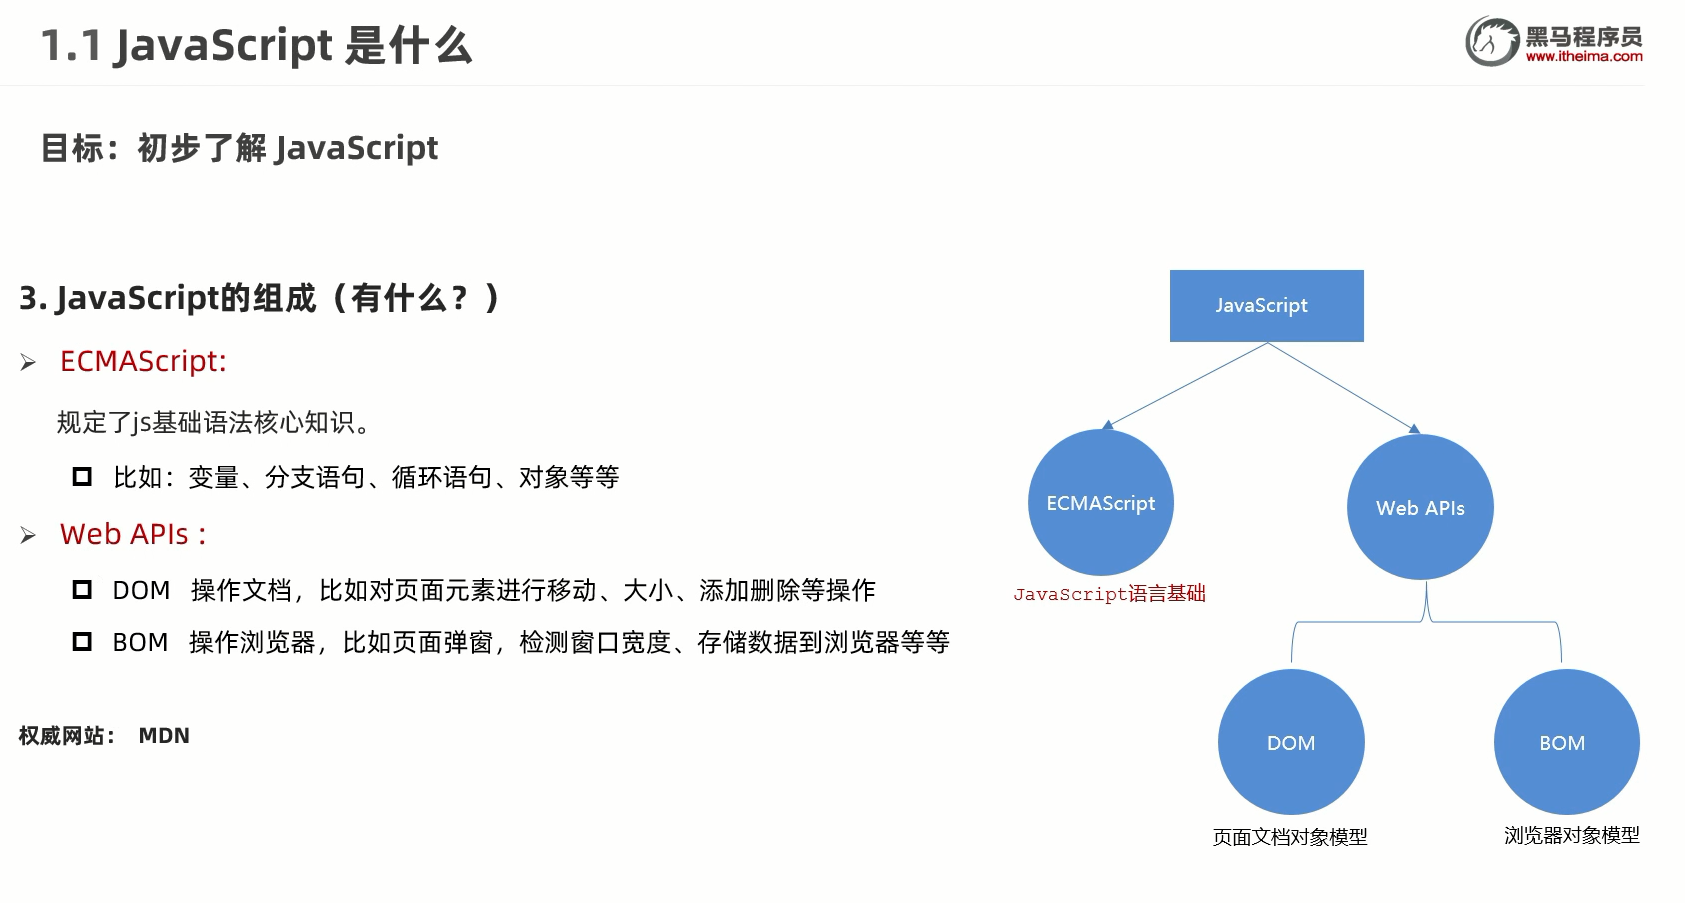 1.1 JavaScript 是什么
黑马程序员
www.itheima.com
目标：初步了解 JavaScript
3. JavaScript的组成（有什么？）
ECMAScript:
规定了js基础语法核心知识。
比如：变量、分支语句、循环语句、对象等等
Web APIs :
DOM 操作文档，比如对页面元素进行移动、大小、添加删除等操作
BOM 操作浏览器，比如页面弹窗，检测窗口宽度、存储数据到浏览器等等
权威网站： MDN
JavaScript
ECMAScript
Web APIs
JavaScript语言基础
DOM
BOM
页面文档对象模型
浏览器对象模型